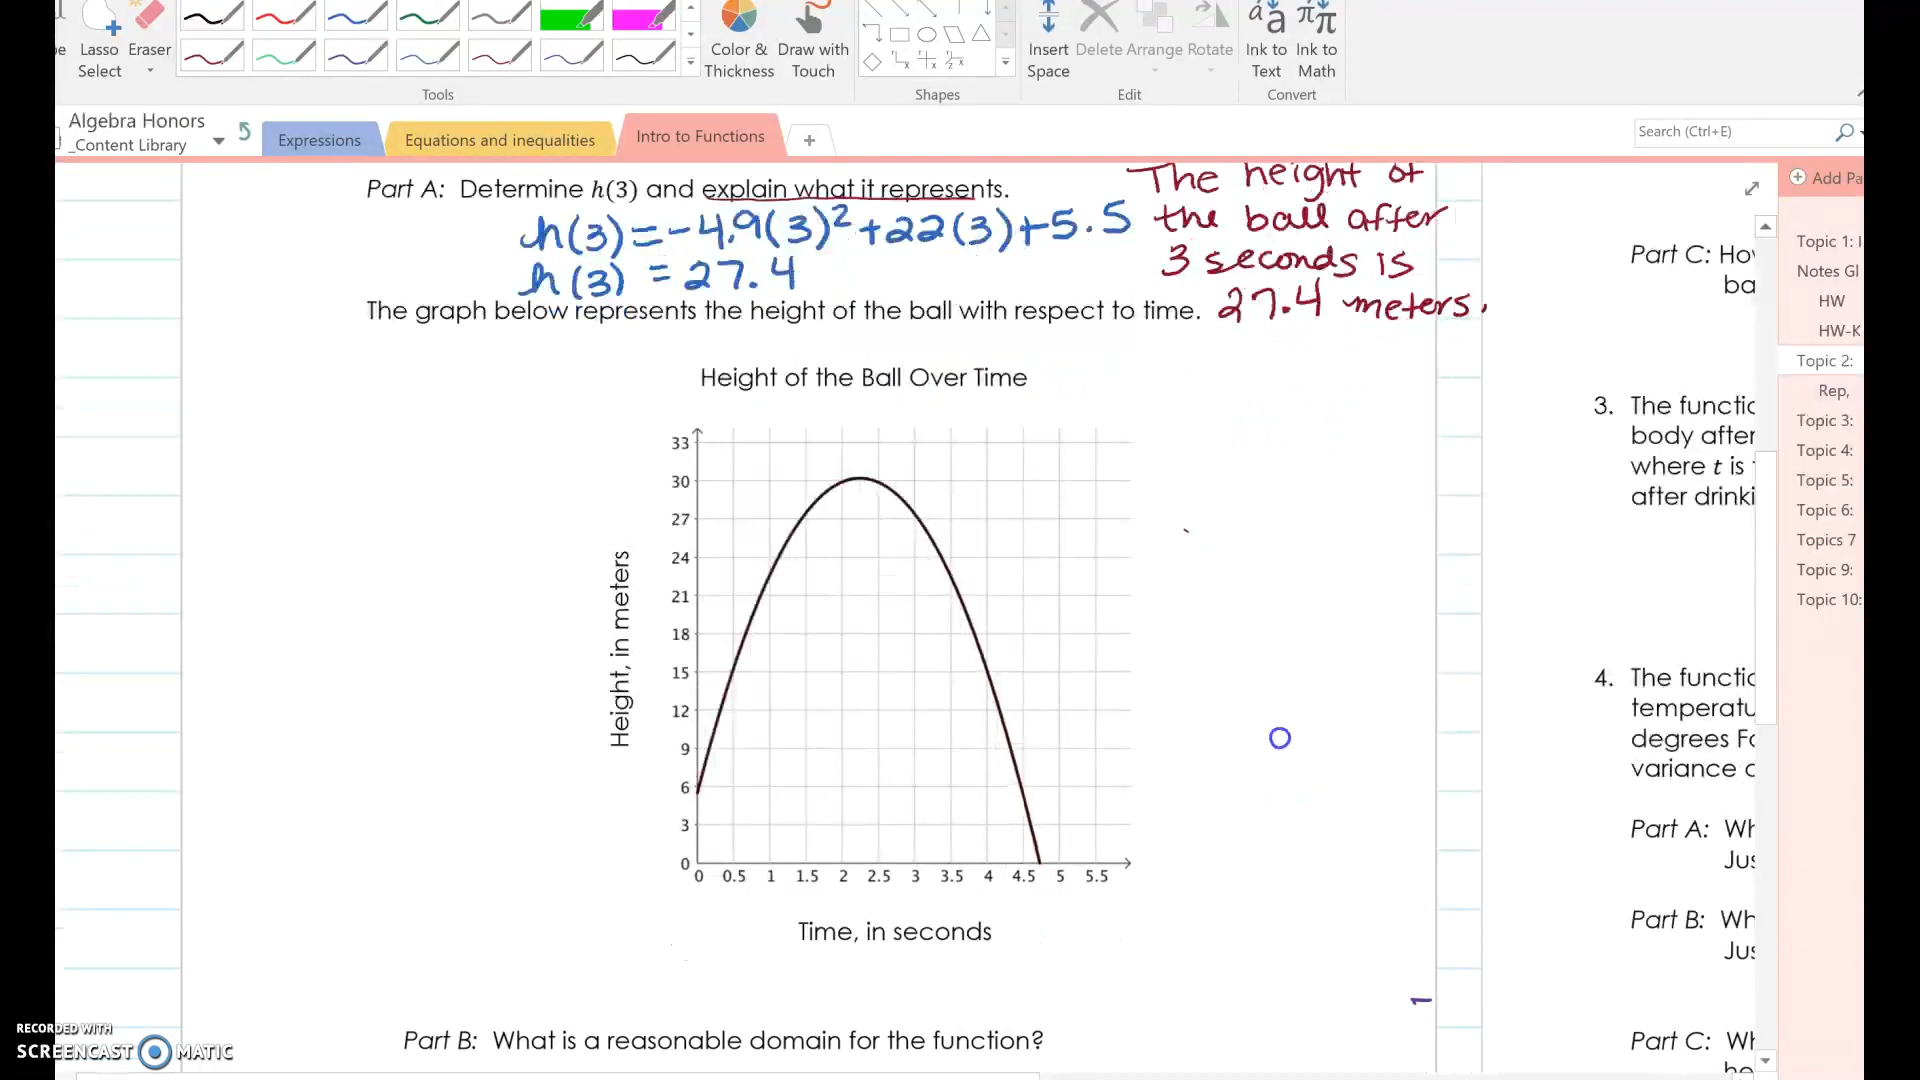 Lasso
Select
Eraser
Color &
Thickness
Draw with
Touch
Insert
Space
Delete
Arrange
Rotate
Ink to
Text
Ink to
Math
Tools
Shapes
Edit
Convert
Algebra Honors
_Content Library
Expressions
Equations and inequalities
Intro to Functions
Search (Ctrl+E)
Part A: Determine h(3) and explain what it represents.
h(3)=-4.9(3)²+22(3)+5.5
h(3) = 27.4
The height of
the ball after
3 seconds is
27.4 meters.
The graph below represents the height of the ball with respect to time.
Height of the Ball Over Time
Height, in meters
33
30
27
24
21
18
15
12
9
6
3
0
0 0.5 1 1.5 2 2.5 3 3.5 4 4.5 5 5.5
Time, in seconds
Part B: What is a reasonable domain for the function?
Part C:
ba
3. The functio
body after
where t is
after drinki
4. The functio
temperatu
degrees
variance
Part A: Wh
Jus
Part B: Wh
Jus
Part C: Wh
Add Pa
Topic 1:
Notes Gl
HW
HW-K
Topic 2:
Rep,
Topic 3:
Topic 4:
Topic 5:
Topic 6:
Topics 7
Topic 9:
Topic 10:
RECORDED WITH
SCREENCAST MATIC